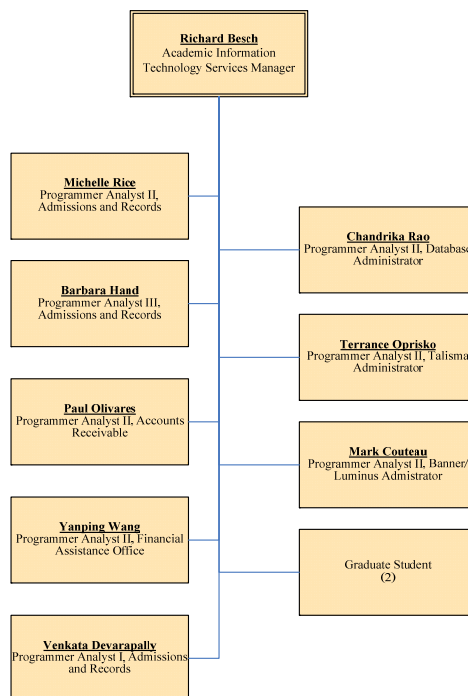 Richard Besch
Academic Information
Technology Services Manager
Michelle Rice
Programmer Analyst II,
Admissions and Records
Chandrika Rao
Programmer Analyst II, Database
Administrator
Barbara Hand
Programmer Analyst III,
Admissions and Records
Terrance Oprisko
Programmer Analyst II, Talisma
Administrator
Paul Olivares
Programmer Analyst II, Accounts
Receivable
Mark Couteau
Programmer Analyst II, Banner/
Luminus Admistrator
Yanping Wang
Programmer Analyst II, Financial
Assistance Office
Graduate Student
(2)
Venkata Devarapally
Programmer Analyst I, Admissions
and Records